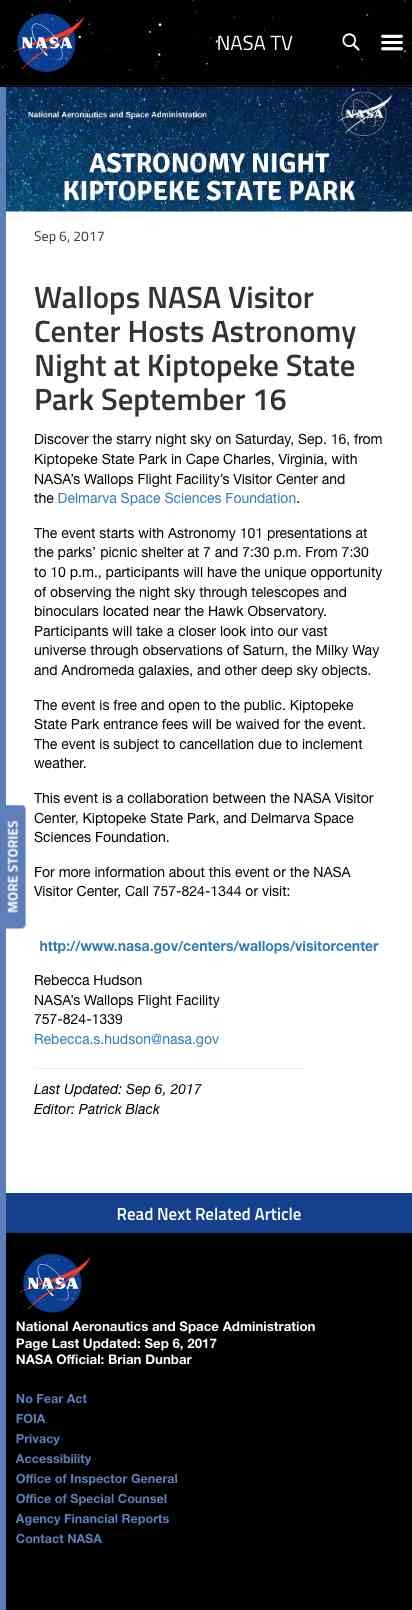 NASA
NASA TV
National Aeronautics and Space Administration
NASA
ASTRONOMY NIGHT
KIPTOPEKE STATE PARK
Sep 6, 2017
Wallops NASA Visitor
Center Hosts Astronomy
Night at Kiptopeke State
Park September 16
Discover the starry night sky on Saturday, Sep. 16, from
Kiptopeke State Park in Cape Charles, Virginia, with
NASA's Wallops Flight Facility's Visitor Center and
the Delmarva Space Sciences Foundation.
The event starts with Astronomy 101 presentations at
the parks' picnic shelter at 7 and 7:30 p.m. From 7:30
to 10 p.m., participants will have the unique opportunity
of observing the night sky through telescopes and
binoculars located near the Hawk Observatory.
Participants will take a closer look into our vast
universe through observations of Saturn, the Milky Way
and Andromeda galaxies, and other deep sky objects.
The event is free and open to the public. Kiptopeke
State Park entrance fees will be waived for the event.
The event is subject to cancellation due to inclement
weather.
This event is a collaboration between the NASA Visitor
Center, Kiptopeke State Park, and Delmarva Space
Sciences Foundation.
MORE STORIES
For more information about this event or the NASA
Visitor Center, Call 757-824-1344 or visit:
http://www.nasa.gov/centers/wallops/visitorcenter
Rebecca Hudson
NASA's Wallops Flight Facility
757-824-1339
Rebecca.s.hudson@nasa.gov
Last Updated: Sep 6, 2017
Editor: Patrick Black
Read Next Related Article
NASA
National Aeronautics and Space Administration
Page Last Updated: Sep 6, 2017
NASA Official: Brian Dunbar
No Fear Act
FOIA
Privacy
Accessibility
Office of Inspector General
Office of Special Counsel
Agency Financial Reports
Contact NASA